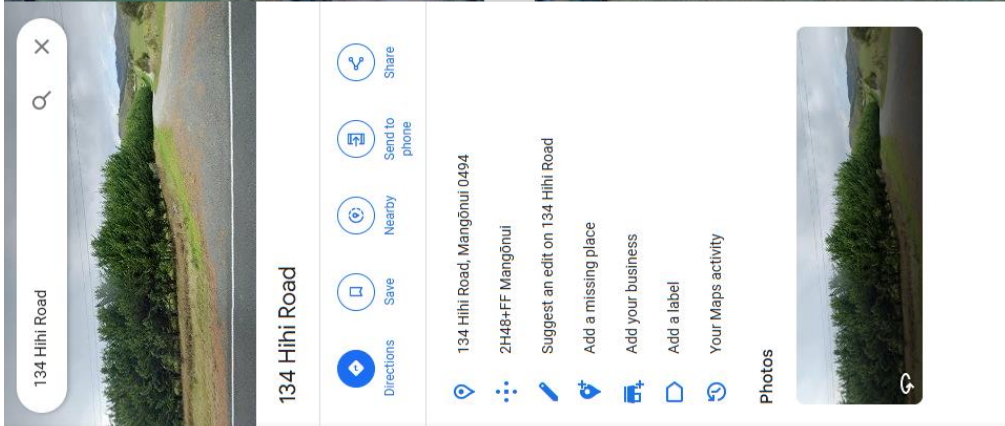 134 Hihi Road
134 Hihi Road
Directions
Save
Nearby
Send to
phone
Share
134 Hihi Road, Mangōnui 0494
2H48+FF Mangōnui
Suggest an edit on 134 Hihi Road
Add a missing place
Add your business
Add a label
Your Maps activity
Photos